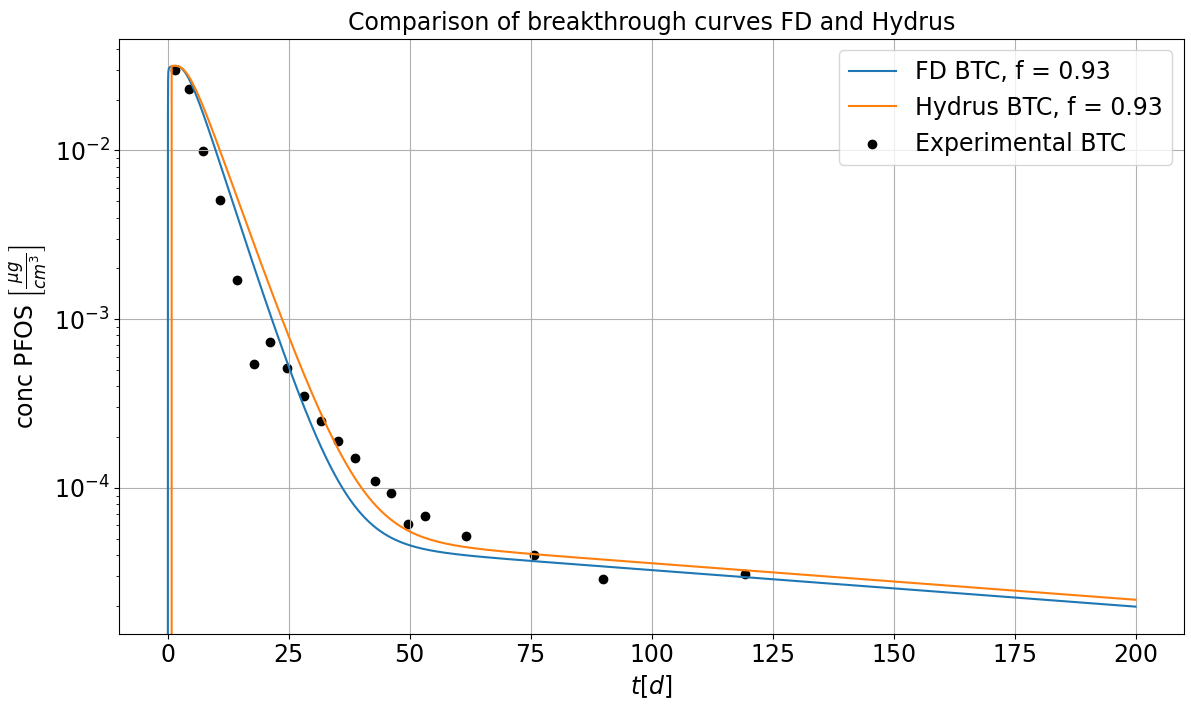 Comparison of breakthrough curves FD and Hydrus
FD BTC, f = 0.93
Hydrus BTC, f = 0.93
Experimental BTC
conc PFOS [μg/cm³]
10⁻²
10⁻³
10⁻⁴
0 25 50 75 100 125 150 175 200
t[d]